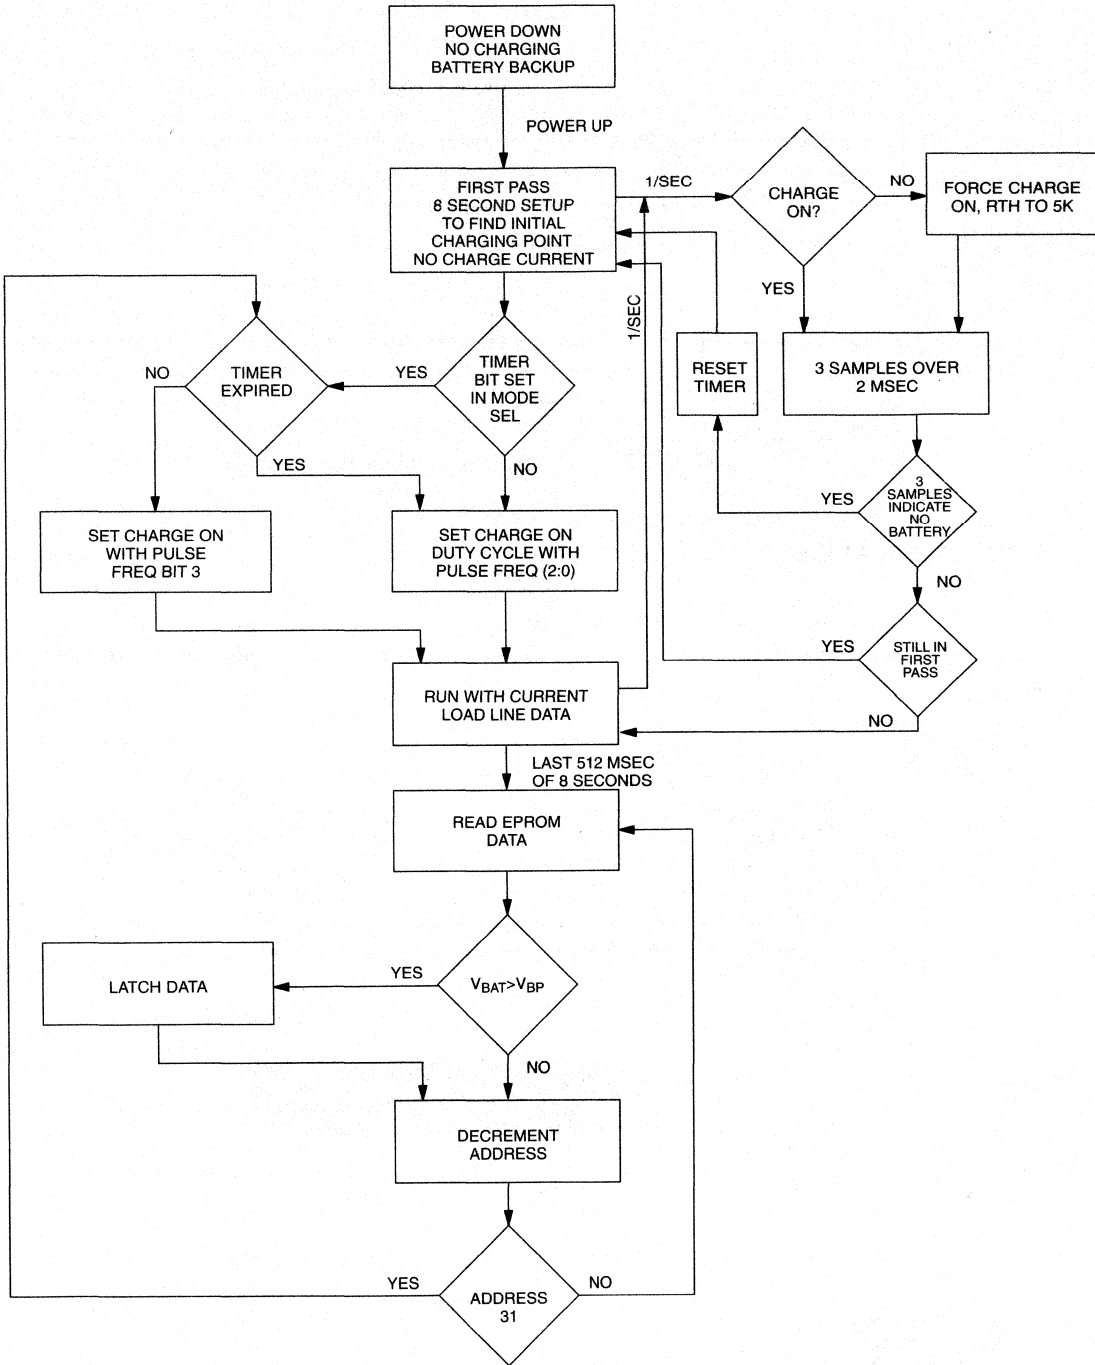 POWER DOWN
NO CHARGING
BATTERY BACKUP
POWER UP
FIRST PASS
8 SECOND SETUP
TO FIND INITIAL
CHARGING POINT
NO CHARGE CURRENT
1/SEC
CHARGE
ON?
NO
FORCE CHARGE
ON, RTH TO 5K
YES
1/SEC
RESET
TIMER
3 SAMPLES OVER
2 MSEC
TIMER
BIT SET
IN MODE
SEL
YES
TIMER
EXPIRED
NO
YES
NO
3
SAMPLES
INDICATE
NO
BATTERY
YES
NO
SET CHARGE ON
WITH PULSE
FREQ BIT 3
SET CHARGE ON
DUTY CYCLE WITH
PULSE FREQ (2:0)
STILL IN
FIRST
PASS
YES
NO
RUN WITH CURRENT
LOAD LINE DATA
LAST 512 MSEC
OF 8 SECONDS
READ EPROM
DATA
VBAT>VBP
YES
LATCH DATA
NO
DECREMENT
ADDRESS
ADDRESS
31
YES
NO